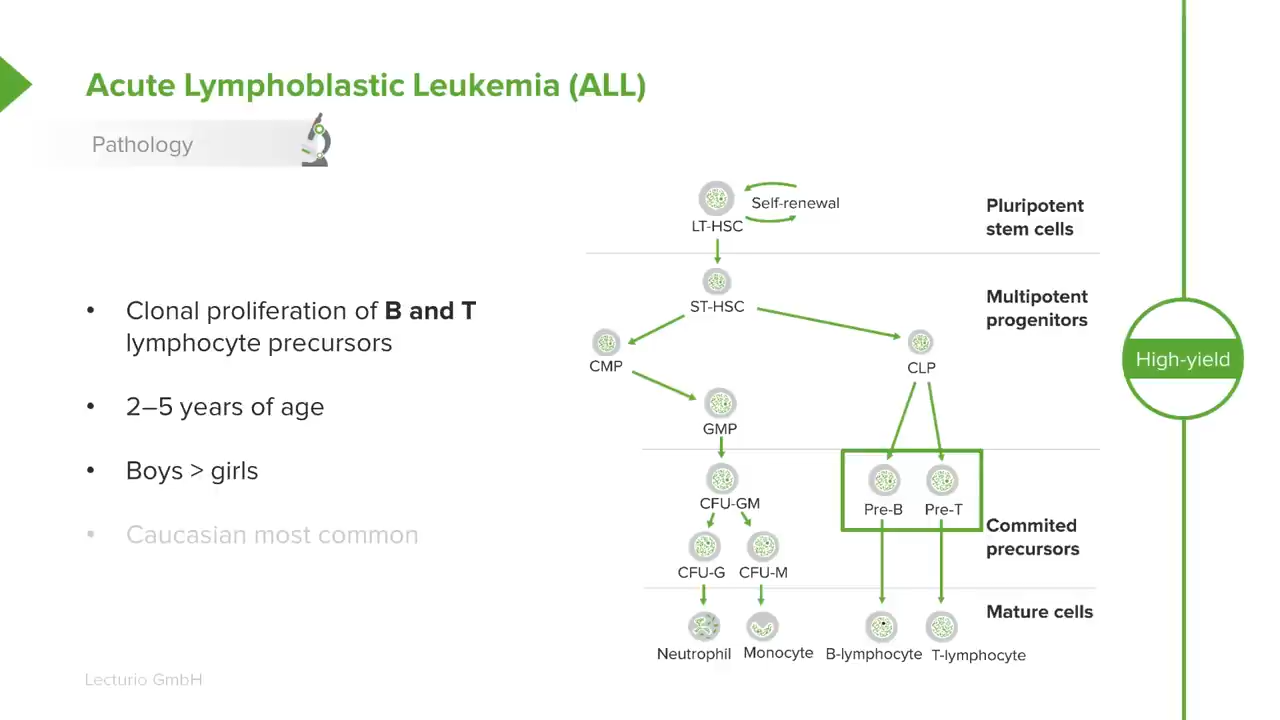 Acute Lymphoblastic Leukemia (ALL)
Pathology
• Clonal proliferation of B and T
lymphocyte precursors
• 2–5 years of age
• Boys > girls
• Caucasian most common
Self-renewal
LT-HSC
Pluripotent
stem cells
ST-HSC
Multipotent
progenitors
CMP
CLP
GMP
CFU-GM
Pre-B
Pre-T
Commited
precursors
CFU-G
CFU-M
Mature cells
Neutrophil
Monocyte
B-lymphocyte
T-lymphocyte
High-yield
Lecturio GmbH